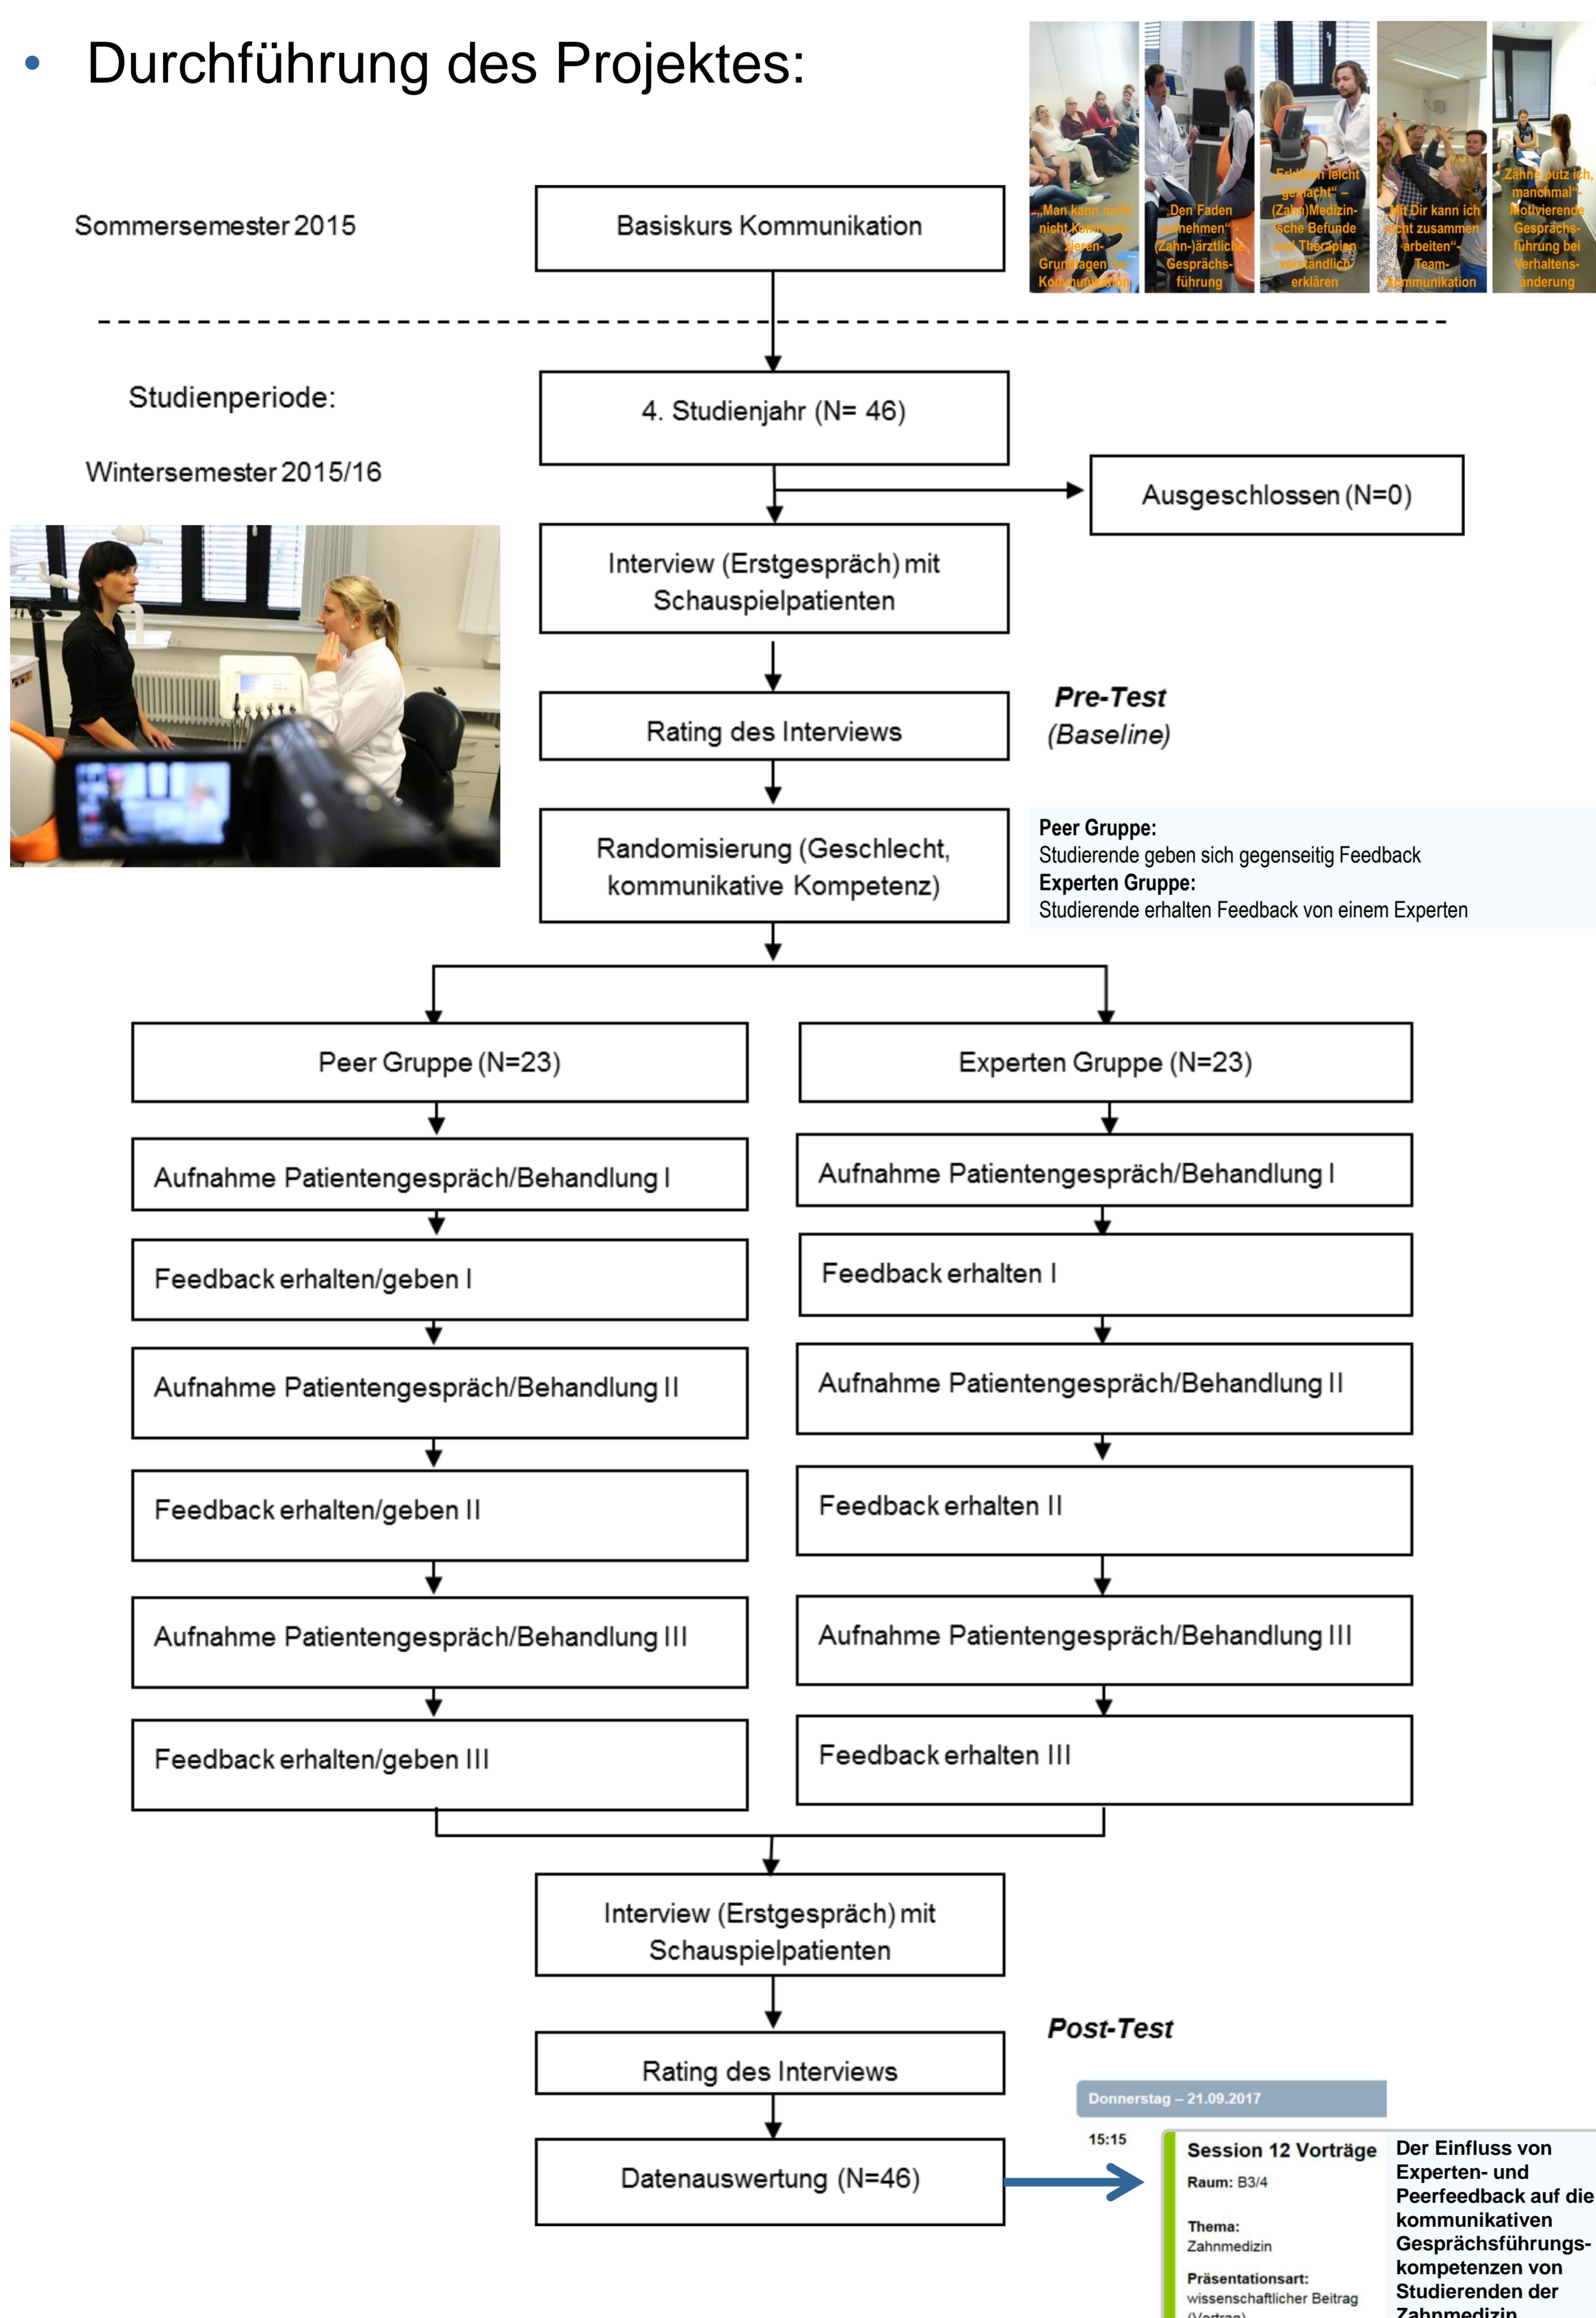 • Durchführung des Projektes:
„Man kann nicht
nicht kommuni-
zieren-
Grundlagen der
Kommunikation
„Den Faden
aufnehmen“ -
(Zahn-)ärztliche
Gesprächs-
führung
„Erklären leicht
gemacht“ –
(Zahn)Medizin-
ische Befunde
und Therapien
verständlich
erklären
„Mit Dir kann ich
nicht zusammen
arbeiten“-
Team-
kommunikation
„Zähne putz ich,
manchmal“-
Motivierende
Gesprächs-
führung bei
Verhaltens-
änderung
Sommersemester 2015
Basiskurs Kommunikation
Studienperiode:
Wintersemester 2015/16
4. Studienjahr (N= 46)
Ausgeschlossen (N=0)
Interview (Erstgespräch) mit
Schauspielpatienten
Rating des Interviews
Pre-Test
(Baseline)
Randomisierung (Geschlecht,
kommunikative Kompetenz)
Peer Gruppe:
Studierende geben sich gegenseitig Feedback
Experten Gruppe:
Studierende erhalten Feedback von einem Experten
Peer Gruppe (N=23)
Aufnahme Patientengespräch/Behandlung I
Feedback erhalten/geben I
Aufnahme Patientengespräch/Behandlung II
Feedback erhalten/geben II
Aufnahme Patientengespräch/Behandlung III
Feedback erhalten/geben III
Experten Gruppe (N=23)
Aufnahme Patientengespräch/Behandlung I
Feedback erhalten I
Aufnahme Patientengespräch/Behandlung II
Feedback erhalten II
Aufnahme Patientengespräch/Behandlung III
Feedback erhalten III
Interview (Erstgespräch) mit
Schauspielpatienten
Rating des Interviews
Post-Test
Datenauswertung (N=46)
Donnerstag – 21.09.2017
15:15
Session 12 Vorträge
Raum: B3/4
Thema:
Zahnmedizin
Präsentationsart:
wissenschaftlicher Beitrag
(Vortrag)
Der Einfluss von
Experten- und
Peerfeedback auf die
kommunikativen
Gesprächsführungs-
kompetenzen von
Studierenden der
Zahnmedizin